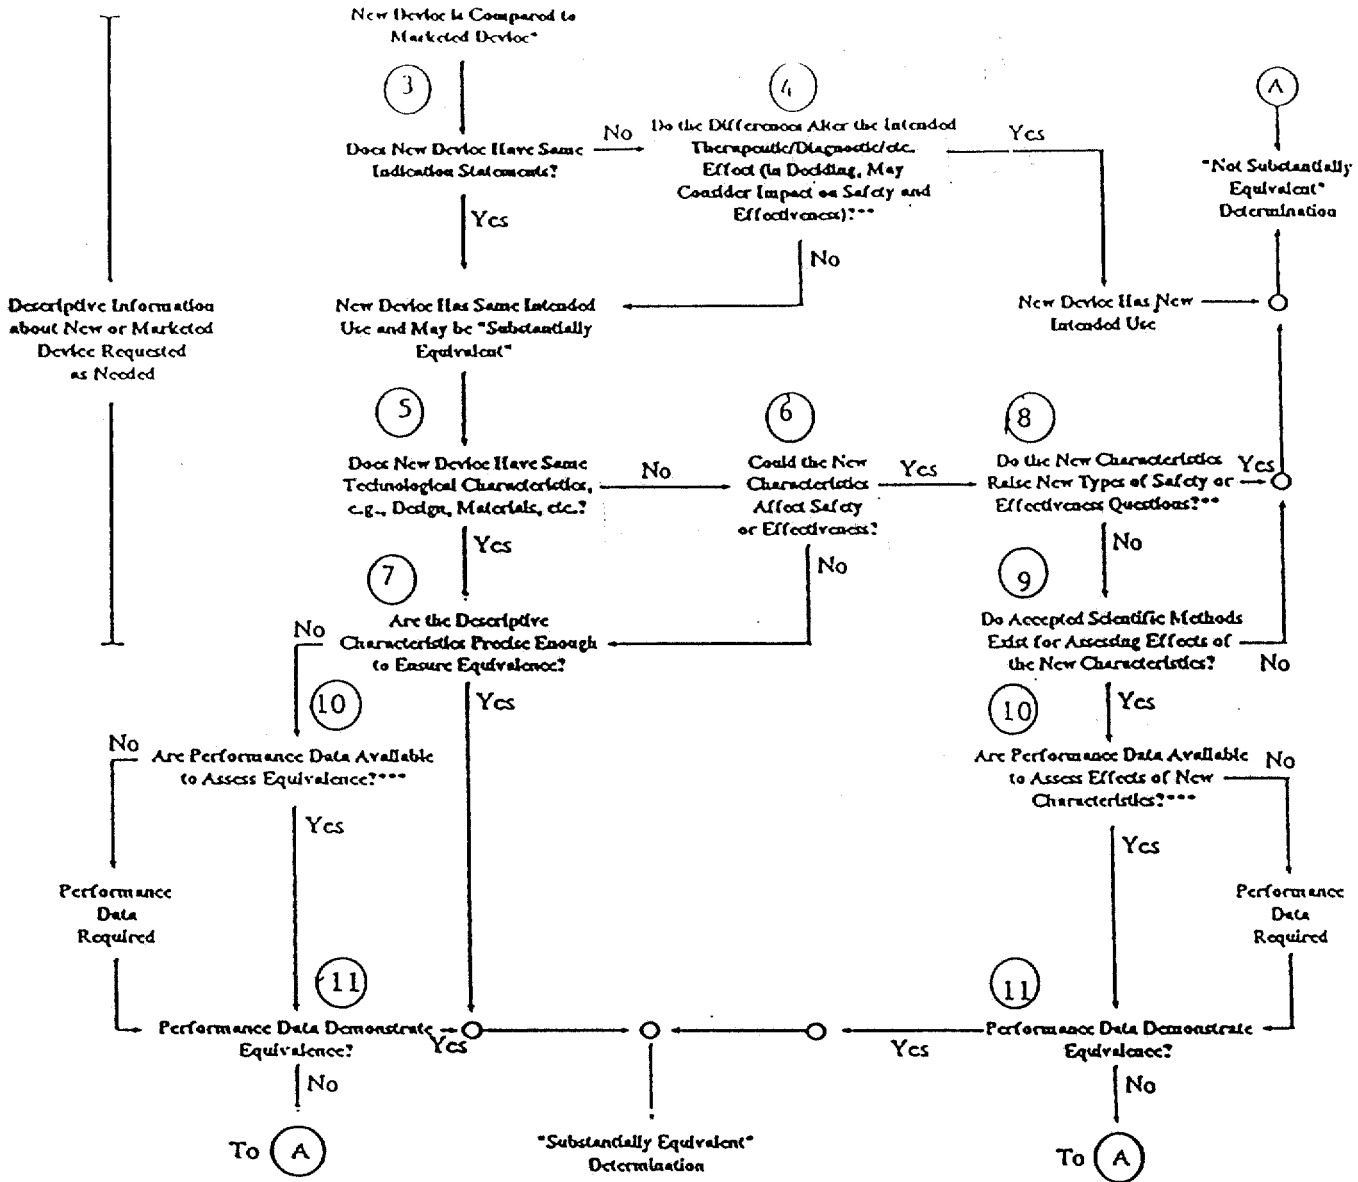 New Device is Compared to
Marketed Device*
3
4
A
Does New Device Have Same
Indication Statements?
No
Do the Differences Alter the Intended
Therapeutic/Diagnostic/etc.
Effect (in Deciding, May
Consider Impact on Safety and
Effectiveness)?**
Yes
"Not Substantially
Equivalent"
Determination
Yes
No
Descriptive Information
about New or Marketed
Device Requested
as Needed
New Device Has Same Intended
Use and May be "Substantially
Equivalent"
New Device Has New
Intended Use
5
6
8
Does New Device Have Same
Technological Characteristics,
e.g., Design, Materials, etc.?
No
Could the New
Characteristics
Affect Safety
or Effectiveness?
Yes
Do the New Characteristics
Raise New Types of Safety or
Effectiveness Questions?**
Yes
Yes
No
No
7
9
No
Are the Descriptive
Characteristics Precise Enough
to Ensure Equivalence?
Do Accepted Scientific Methods
Exist for Assessing Effects of
the New Characteristics?
No
10
Yes
10
Yes
No
Are Performance Data Available
to Assess Equivalence?***
Are Performance Data Available
to Assess Effects of New
Characteristics?***
No
Yes
Yes
Performance
Data
Required
Performance
Data
Required
11
11
Performance Data Demonstrate
Equivalence?
Yes
Yes
Performance Data Demonstrate
Equivalence?
No
No
To A
"Substantially Equivalent"
Determination
To A